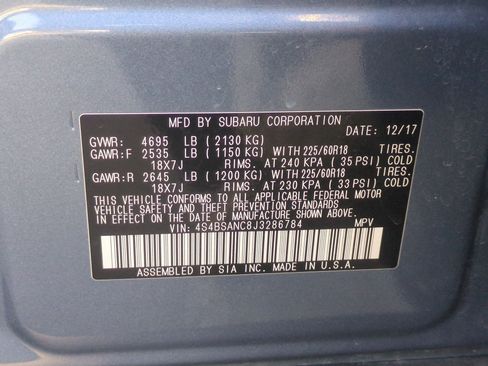 MFD BY SUBARU CORPORATION
DATE: 12/17
GVWR: 4695 LB ( 2130 KG)
GAWR:F 2535 LB ( 1150 KG) WITH 225/60R18 TIRES.
18X7J RIMS. AT 240 KPA ( 35 PSI) COLD
GAWR:R 2645 LB ( 1200 KG) WITH 225/60R18 TIRES.
18X7J RIMS. AT 230 KPA ( 33 PSI) COLD
THIS VEHICLE CONFORMS TO ALL APPLICABLE FEDERAL MOTOR
VEHICLE SAFETY AND THEFT PREVENTION STANDARDS
IN EFFECT ON THE DATE OF MANUFACTURE SHOWN ABOVE.
VIN: 4S4BSANC8J3286784 MPV
ASSEMBLED BY SIA INC. MADE IN U.S.A.